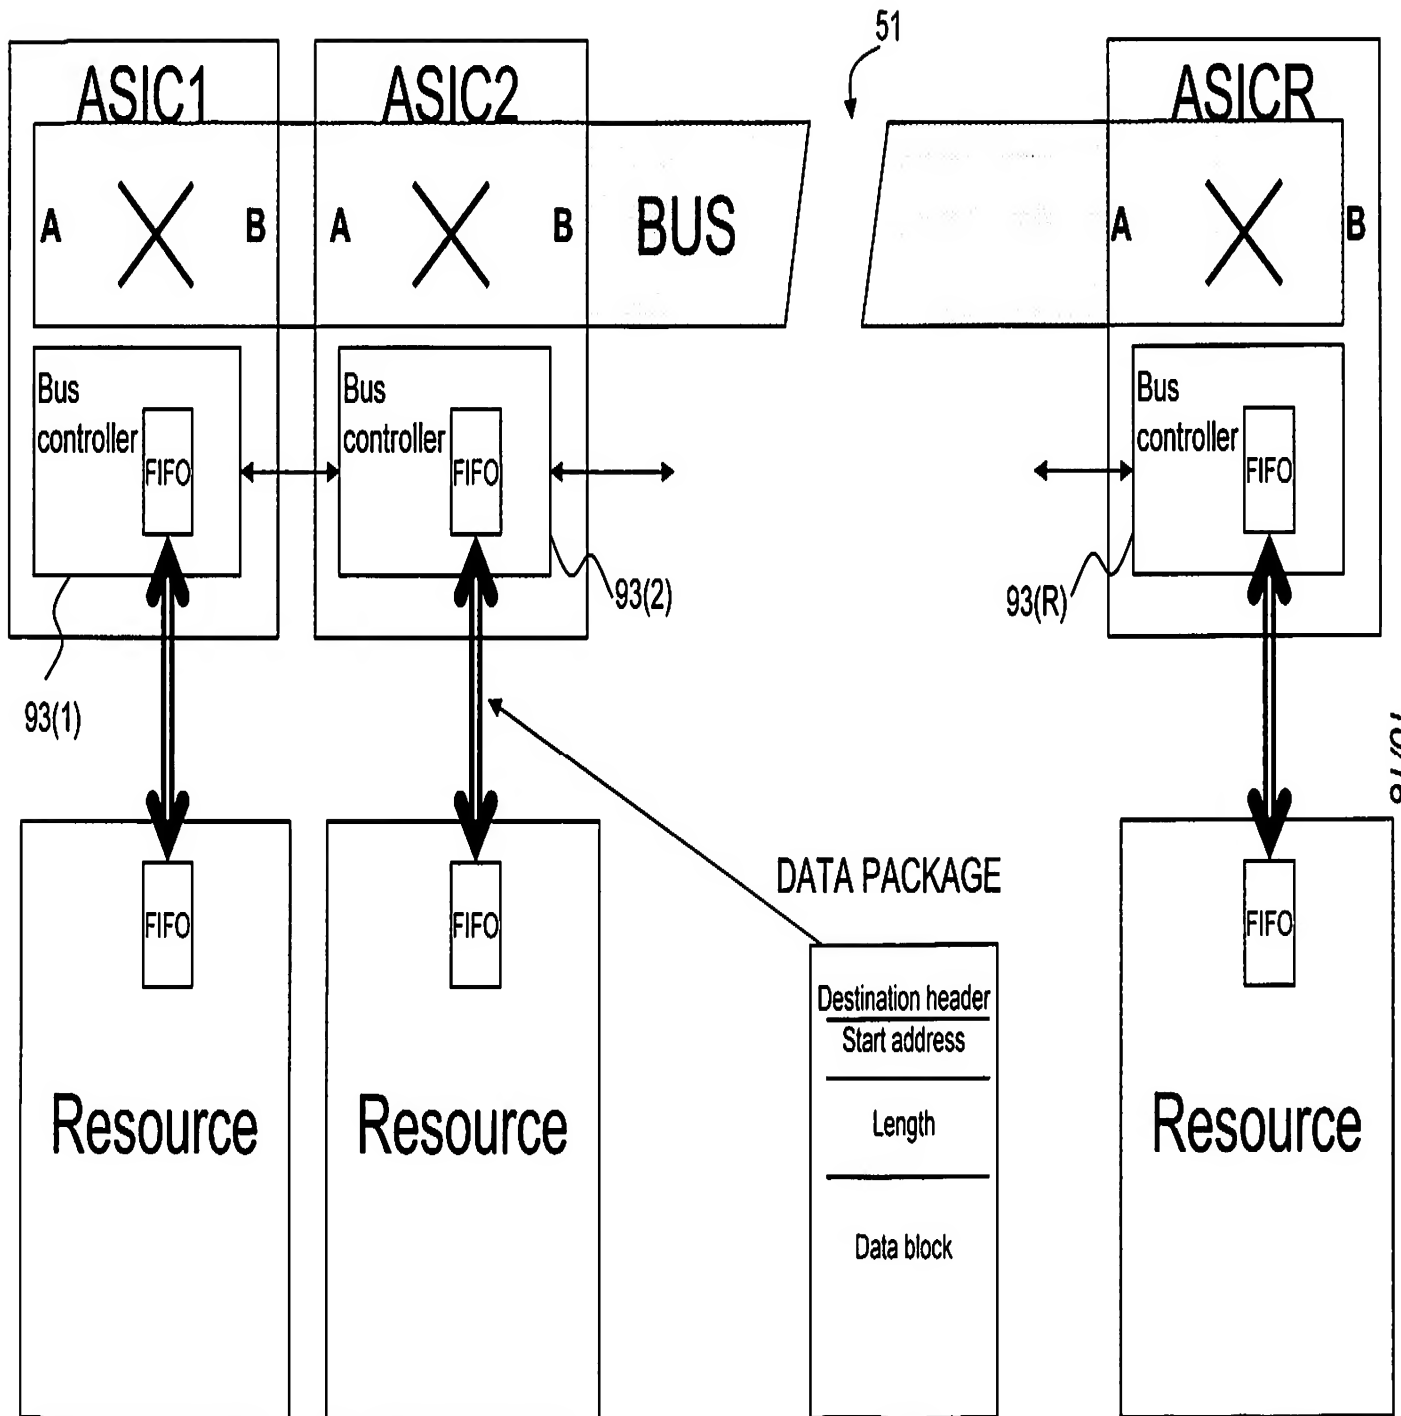 51
ASIC1 ASIC2 ASICR
A B A B BUS A B
Bus controller FIFO
Bus controller FIFO
Bus controller FIFO
93(1)
93(2)
93(R)
DATA PACKAGE
FIFO
FIFO
FIFO
Destination header
Start address
Length
Data block
Resource
Resource
Resource